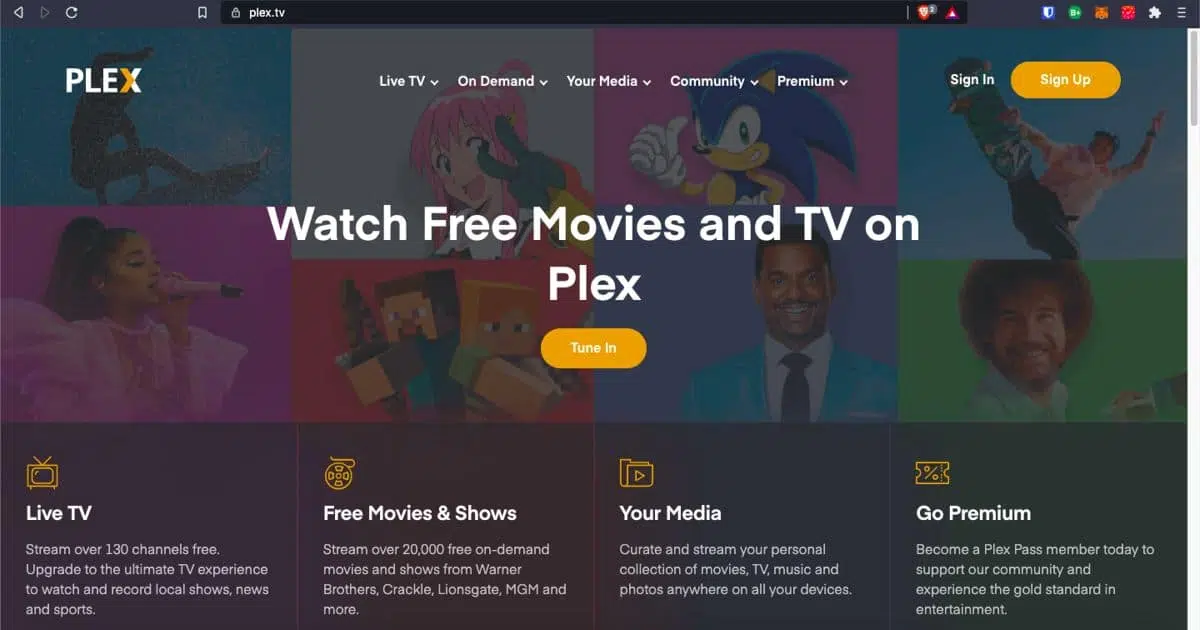 plex.tv
2
B+
PLEX
Live TV
On Demand
Your Media
Community
Premium
Sign In
Sign Up
Watch Free Movies and TV on
Plex
Tune In
Live TV
Stream over 130 channels free.
Upgrade to the ultimate TV experience
to watch and record local shows, news
and sports.
Free Movies & Shows
Stream over 20,000 free on-demand
movies and shows from Warner
Brothers, Crackle, Lionsgate, MGM and
more.
Your Media
Curate and stream your personal
collection of movies, TV, music and
photos anywhere on all your devices.
Go Premium
Become a Plex Pass member today to
support our community and
experience the gold standard in
entertainment.